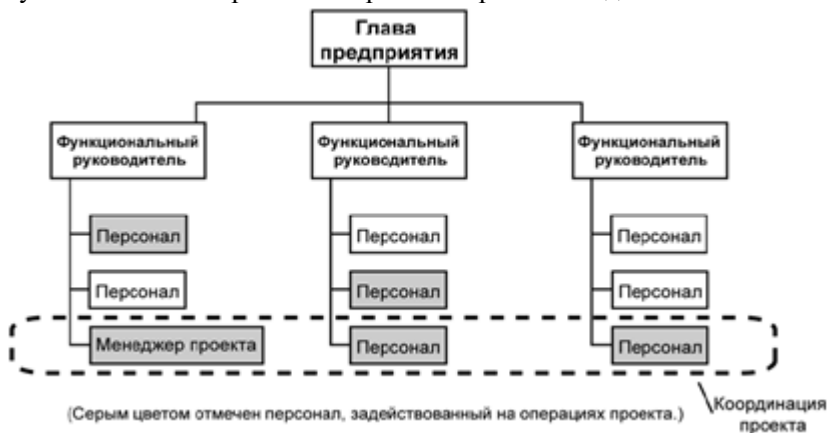 Глава
предприятия
Функциональный
руководитель
Функциональный
руководитель
Функциональный
руководитель
Персонал
Персонал
Персонал
Персонал
Персонал
Персонал
Менеджер проекта
Персонал
Персонал
(Серым цветом отмечен персонал, задействованный на операциях проекта.)
Координация
проекта